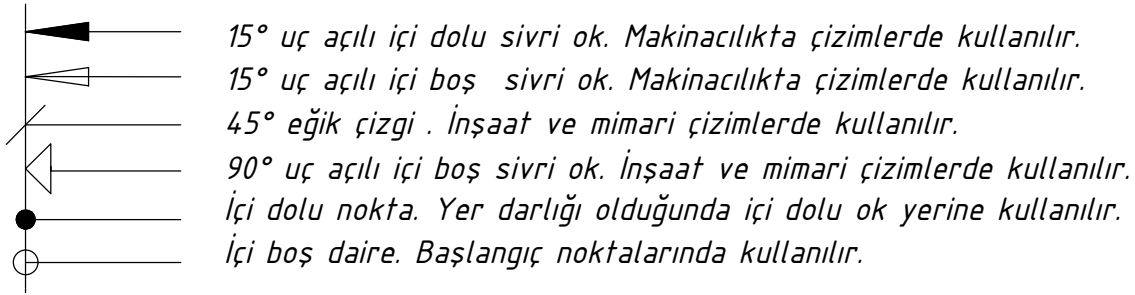 15° uç açılı içi dolu sivri ok. Makinacılıkta çizimlerde kullanılır.
15° uç açılı içi boş sivri ok. Makinacılıkta çizimlerde kullanılır.
45° eğik çizgi . İnşaat ve mimari çizimlerde kullanılır.
90° uç açılı içi boş sivri ok. İnşaat ve mimari çizimlerde kullanılır.
İçi dolu nokta. Yer darlığı olduğunda içi dolu ok yerine kullanılır.
İçi boş daire. Başlangıç noktalarında kullanılır.